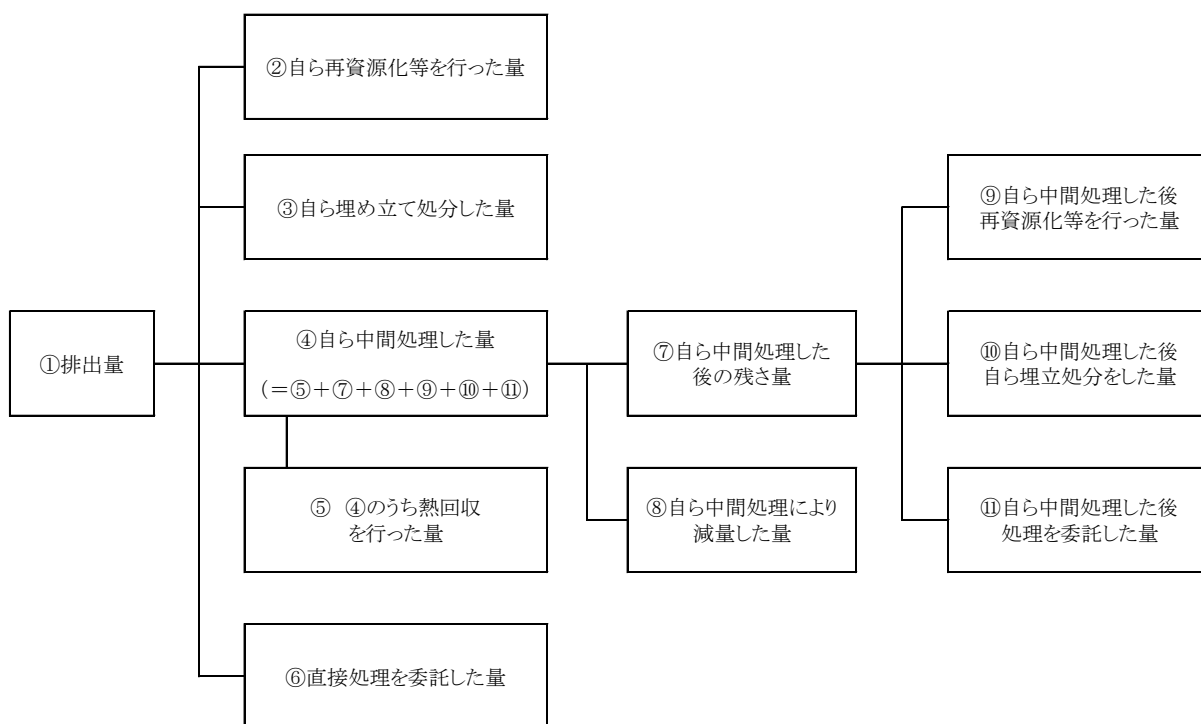 ①排出量
②自ら再資源化等を行った量
③自ら埋め立て処分した量
④自ら中間処理した量
(=⑤+⑦+⑧+⑨+⑩+⑪)
⑤ ④のうち熱回収
を行った量
⑥直接処理を委託した量
⑦自ら中間処理した
後の残さ量
⑧自ら中間処理により
減量した量
⑨自ら中間処理した後
再資源化等を行った量
⑩自ら中間処理した後
自ら埋立処分をした量
⑪自ら中間処理した後
処理を委託した量